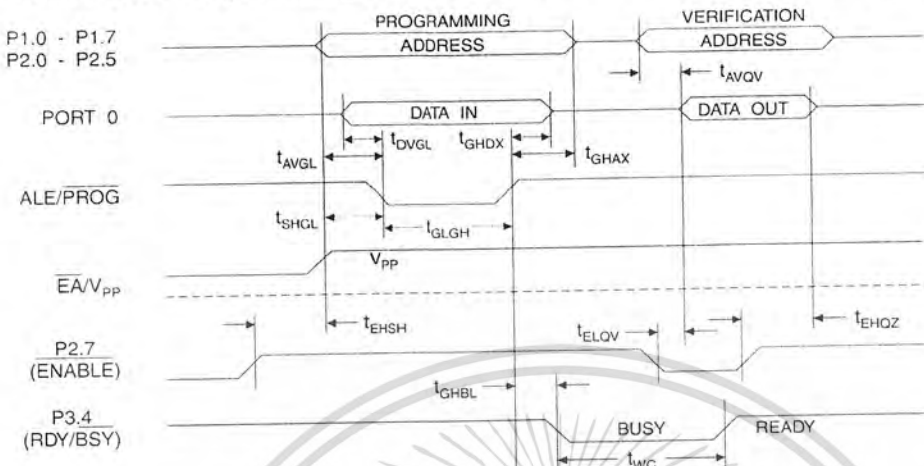 PROGRAMMING VERIFICATION
P1.0 - P1.7
P2.0 - P2.5
ADDRESS ADDRESS
tAVQV
PORT 0 DATA IN DATA OUT
tDVGL tGHDX
tAVGL tGHAX
ALE/PROG
tSHGL tGLGH
VPP
EA/VPP
tEHSH tELQV tEHQZ
P2.7
(ENABLE)
tGHBL
P3.4
(RDY/BSY)
BUSY READY
tWC